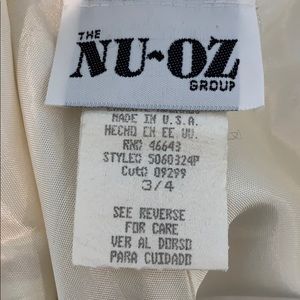 THE
NU-OZ
GROUP
MADE IN U.S.A.
HECHO EN EE UU.
RN# 46643
STYLE# 5060324P
Cut# 09299
3/4
SEE REVERSE
FOR CARE
VER AL DORSO
PARA CUIDADO